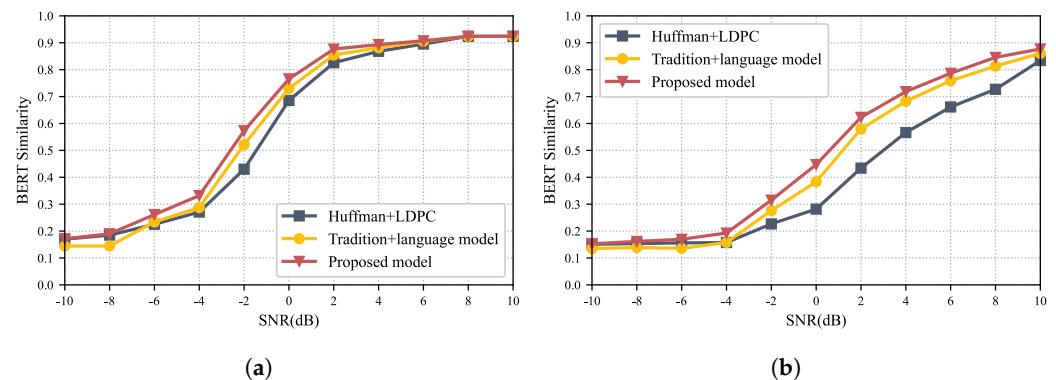 1.0
0.9
0.8
0.7
0.6
0.5
0.4
0.3
0.2
0.1
0.0
BERT Similarity
-10 -8 -6 -4 -2 0 2 4 6 8 10
SNR(dB)
Huffman+LDPC
Tradition+language model
Proposed model
(a)
1.0
0.9
0.8
0.7
0.6
0.5
0.4
0.3
0.2
0.1
0.0
BERT Similarity
-10 -8 -6 -4 -2 0 2 4 6 8 10
SNR(dB)
Huffman+LDPC
Tradition+language model
Proposed model
(b)